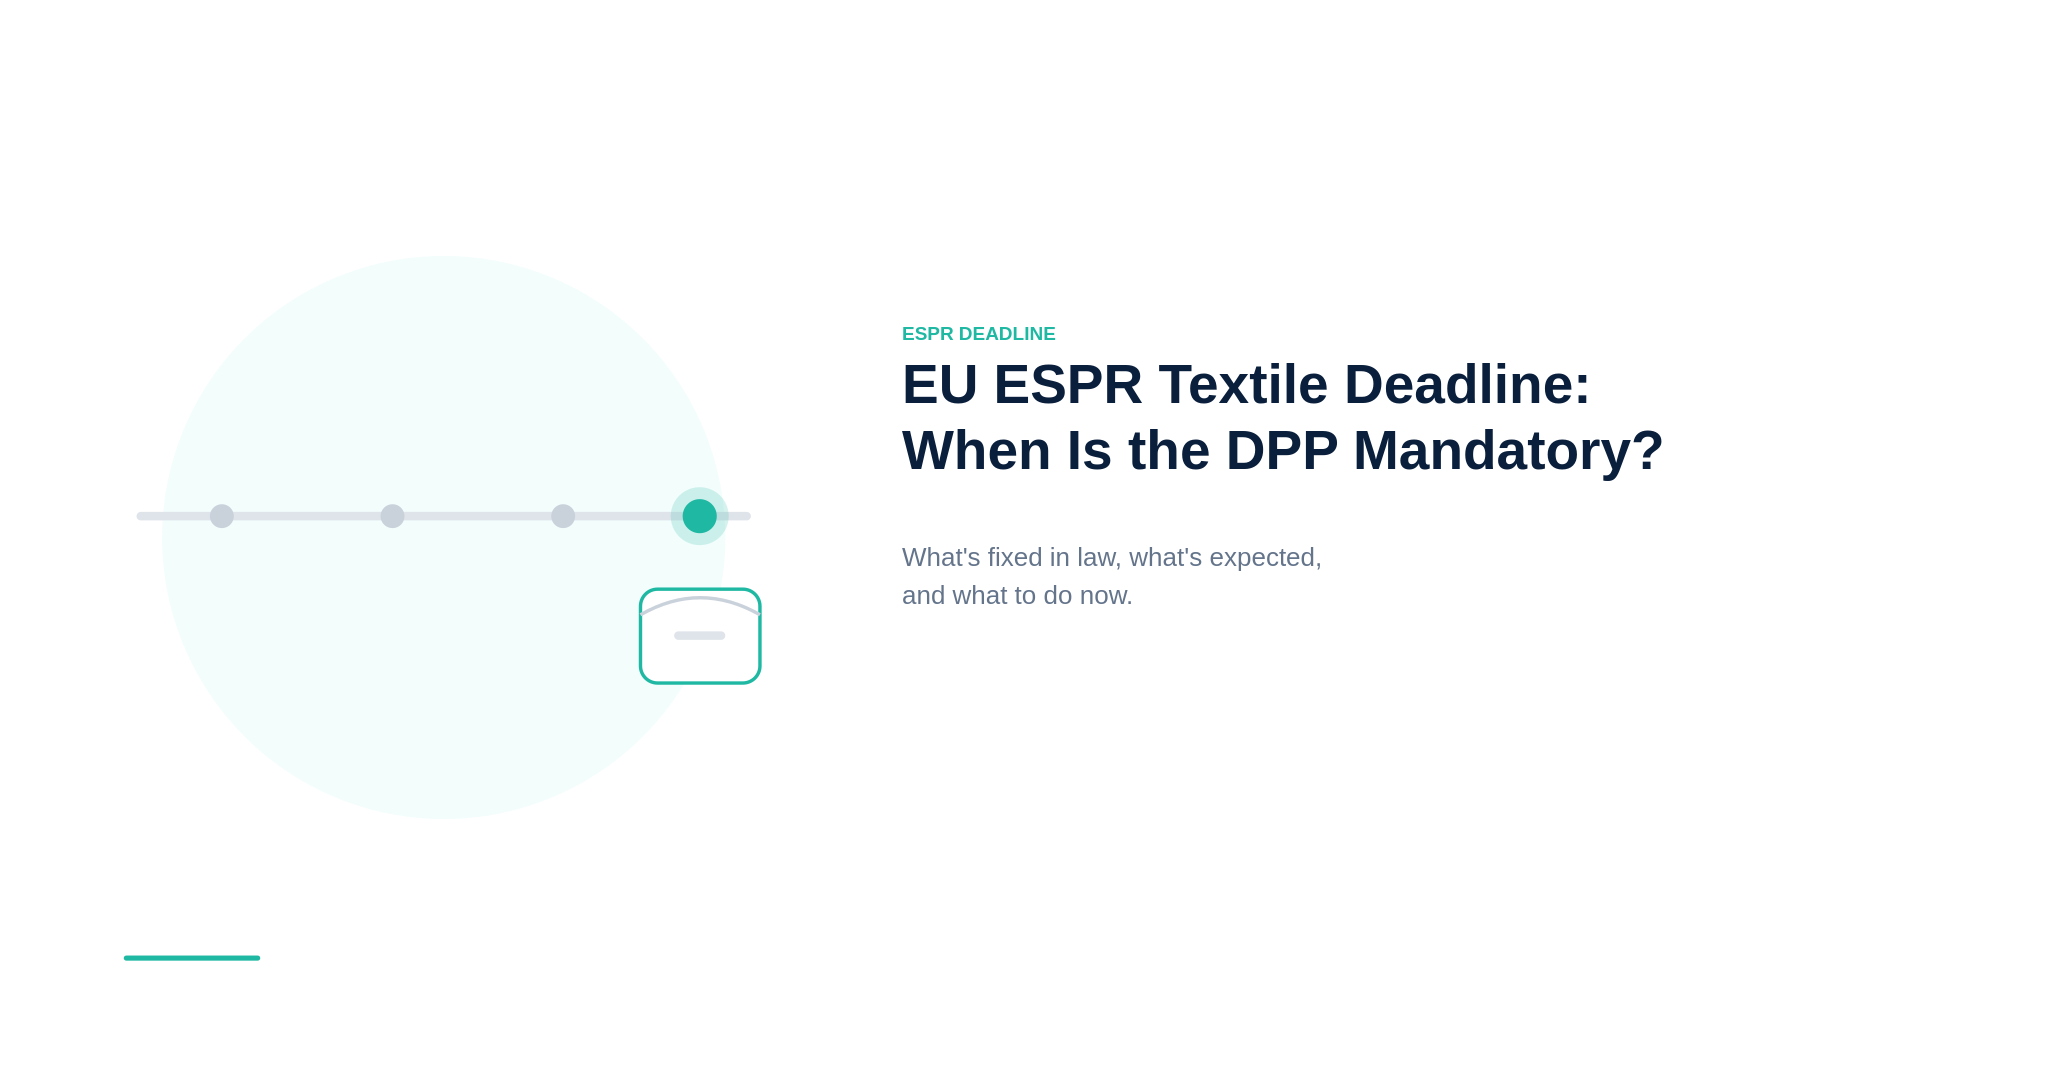 ESPR DEADLINE
EU ESPR Textile Deadline:
When Is the DPP Mandatory?
What's fixed in law, what's expected,
and what to do now.